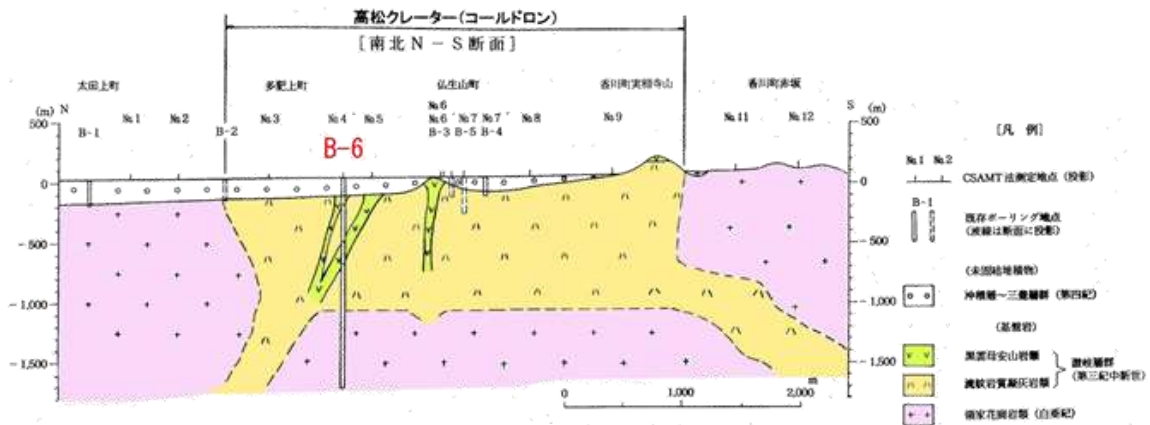 高松クレーター(コールドロン)
[南北N－S断面]
太田上町 多肥上町 仏生山町 香川町実相寺山 香川町赤坂
(m) N №1 №2 №3 №4 №5 №6 №6´ №7 №7´ №8 №9 №11 №12 S (m)
B-1 B-2 B-3 B-5 B-4
B-6
500 500
0 0
-500 -500
-1,000 -1,000
-1,500 -1,500
0 1,000 2,000 m
[凡 例]
№1 №2
CSAMT法測定地点(投影)
B-1
既存ボーリング地点
(波線は断面に投影)
(未固結堆積物)
沖積層～三豊層群(第四紀)
(基盤岩)
黒雲母安山岩類
流紋岩質凝灰岩類
讃岐層群
(第三紀中新世)
領家花崗岩類(白亜紀)